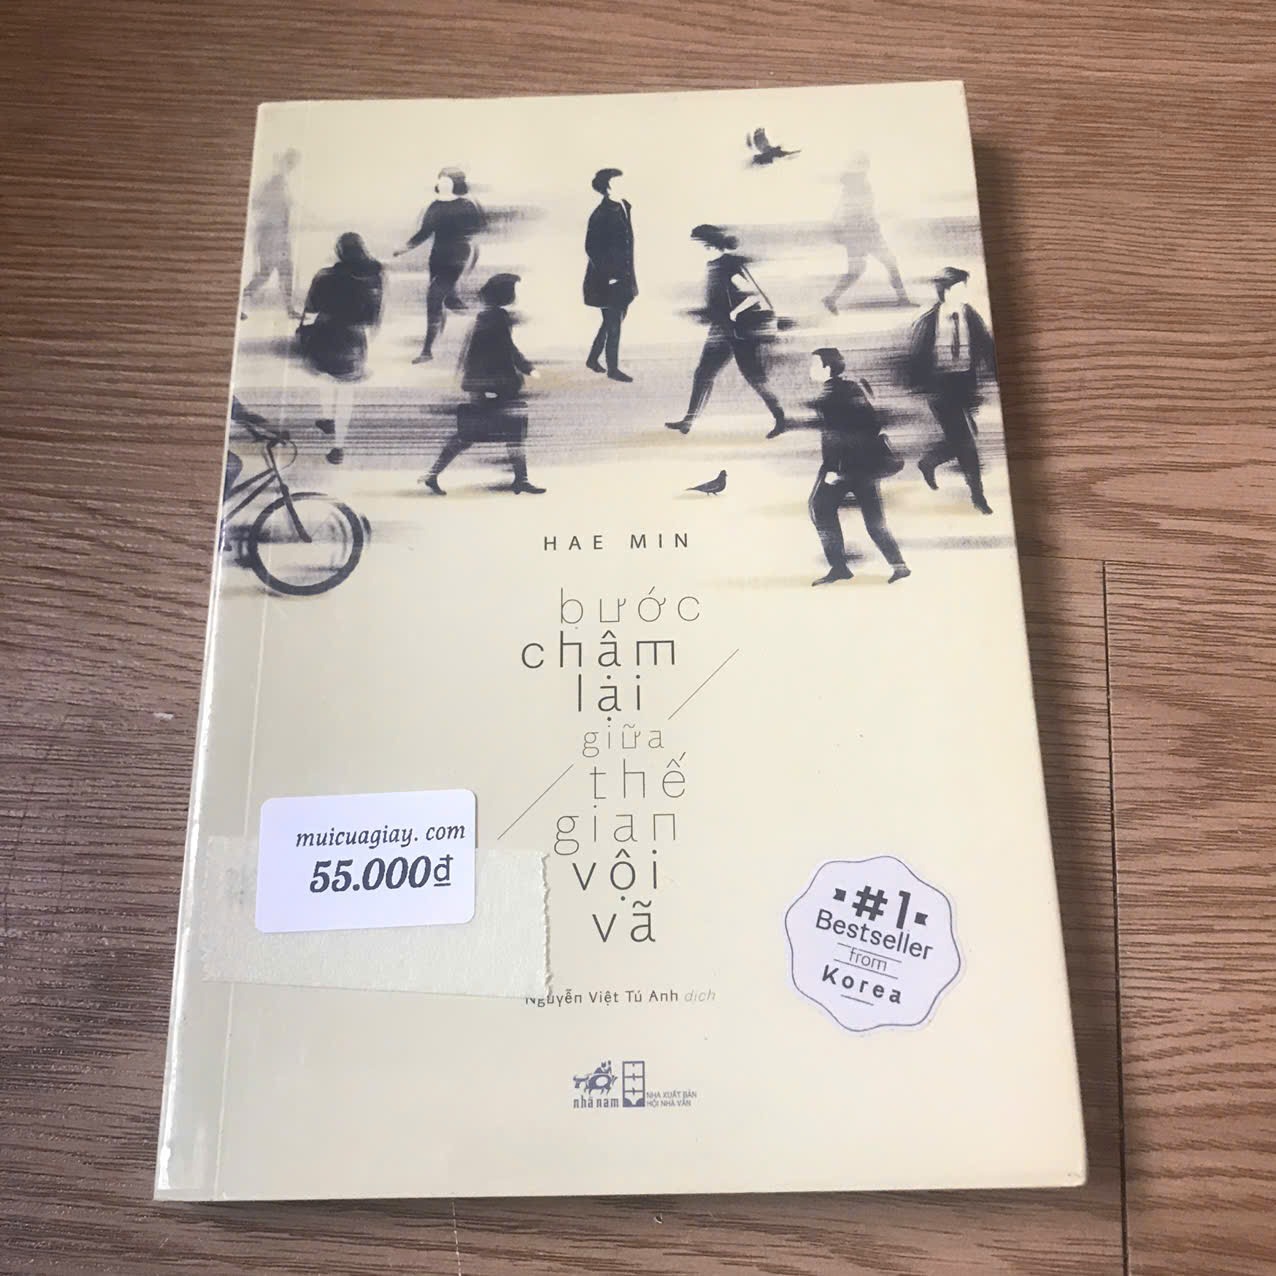 HAE MIN
bước
chậm
lại
giữa
thế
gian
vội
vã
muicuagiay. com
55.000₫
#1
Bestseller
from
Korea
Nguyễn Việt Tú Anh dịch
nhã nam
NHÀ XUẤT BẢN
HỘI NHÀ VĂN